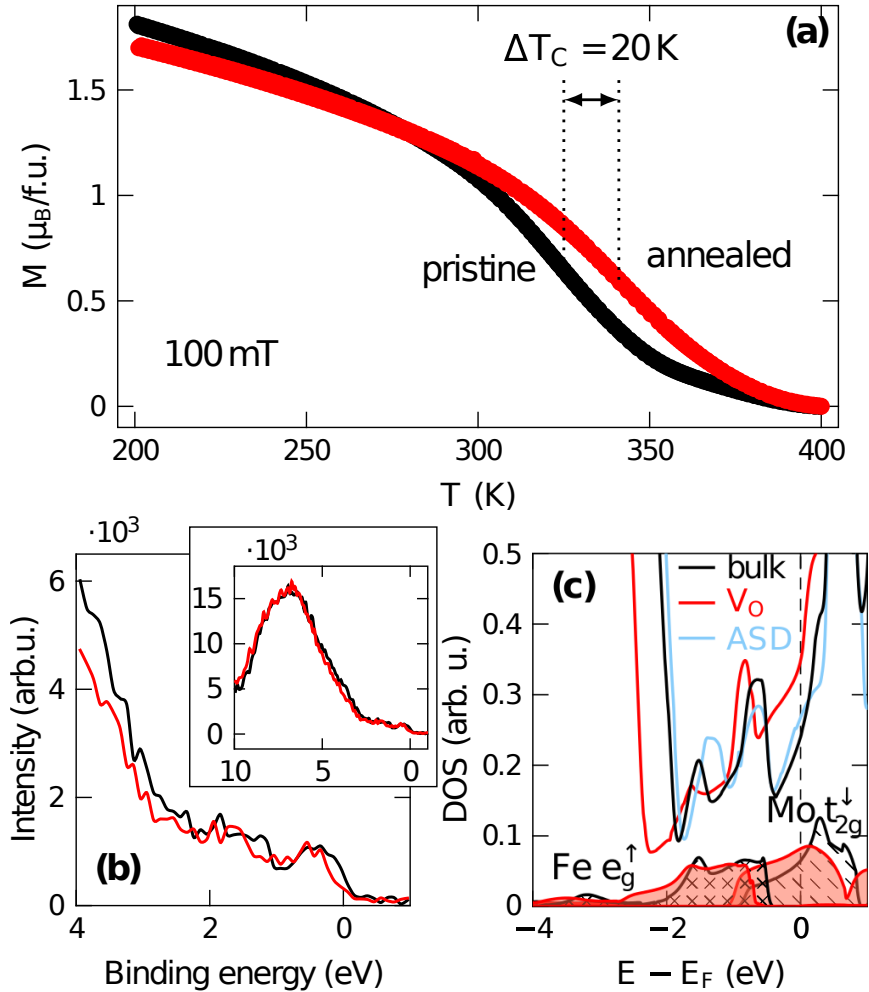 (a)
ΔT_C = 20 K
M (μ_B/f.u.)
1.5
1
0.5
0
pristine
annealed
100 mT
200
250
300
350
400
T (K)
·10³
6
4
2
0
Intensity (arb.u.)
(b)
4
2
0
Binding energy (eV)
·10³
15
10
5
0
10
5
0
(c)
bulk
V_O
ASD
DOS (arb. u.)
0.5
0.4
0.3
0.2
0.1
0
Mo t_{2g}^↓
Fe e_g^↑
−4
−2
0
E − E_F (eV)